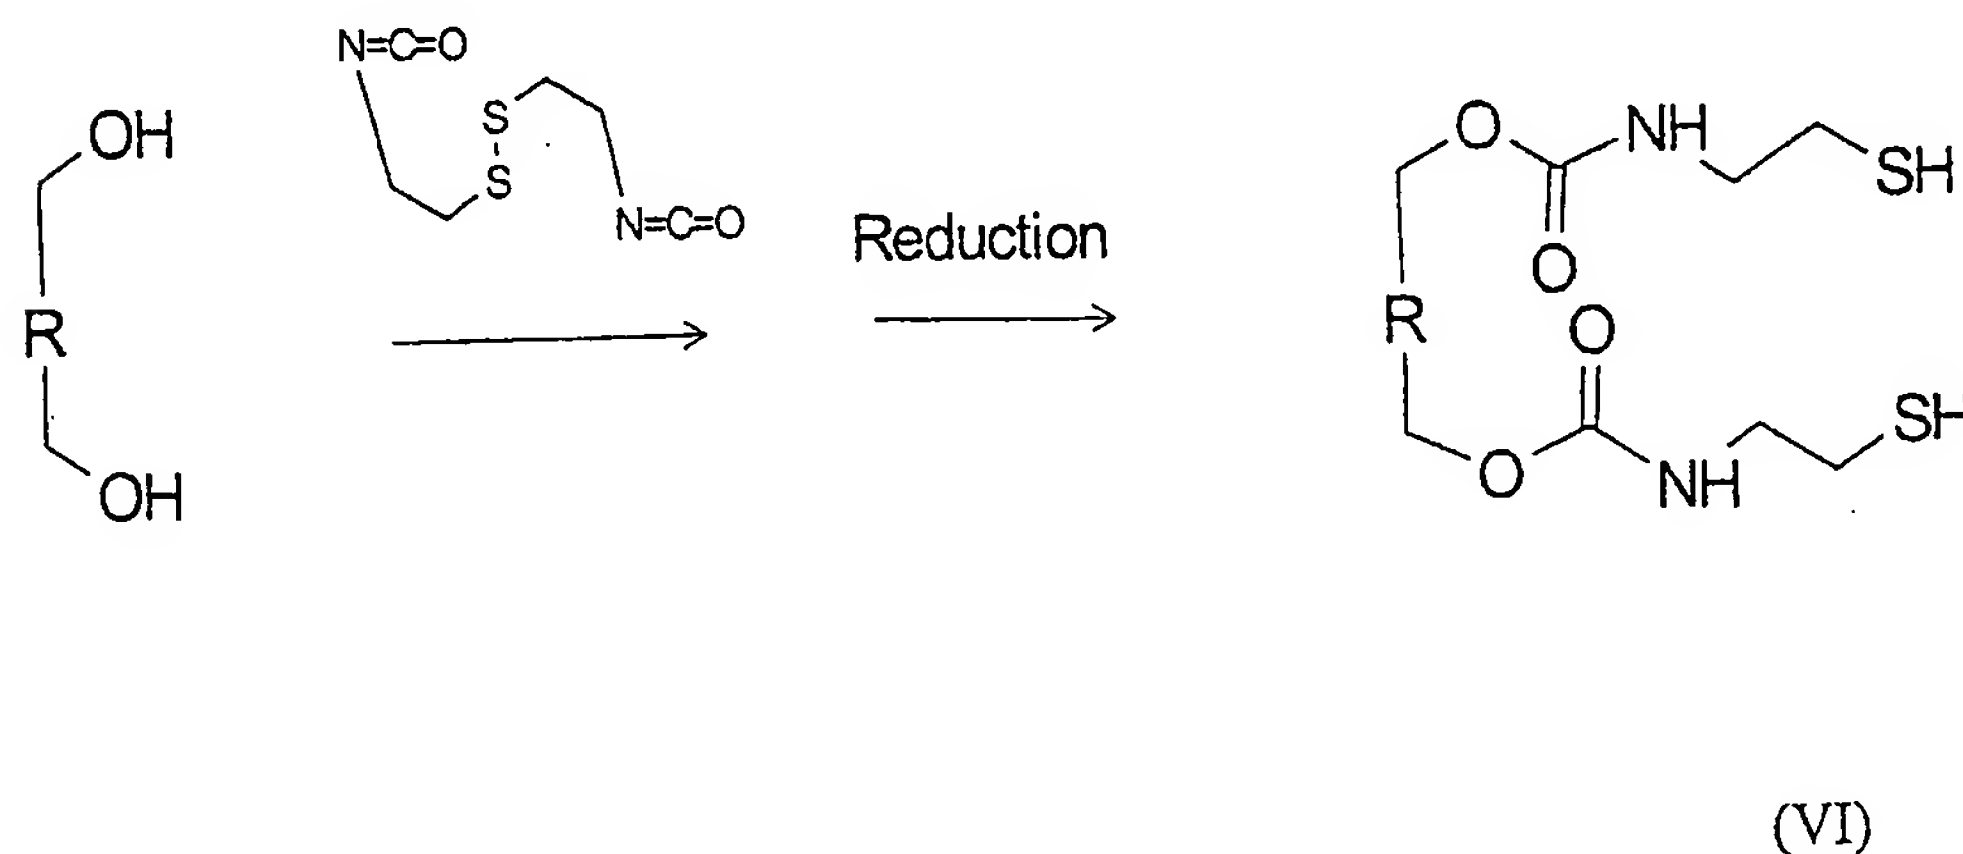 N=C=O
OH
S
S
N=C=O
Reduction
R
OH
O
NH
SH
O
R
O
O
NH
SH
(VI)